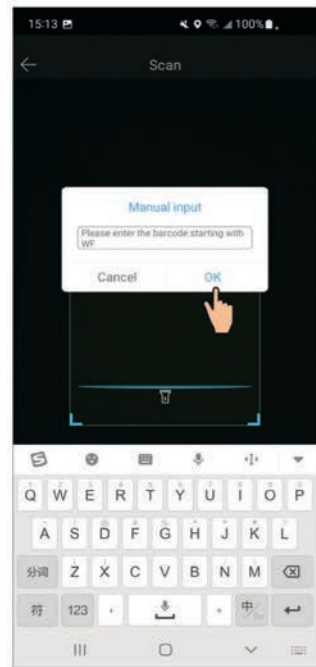 15:13 100%
Scan
Manual input
Please enter the barcode starting with
WF
Cancel OK
Q W E R T Y U I O P
A S D F G H J K L
分词 Z X C V B N M
符 123 , 。 中/En